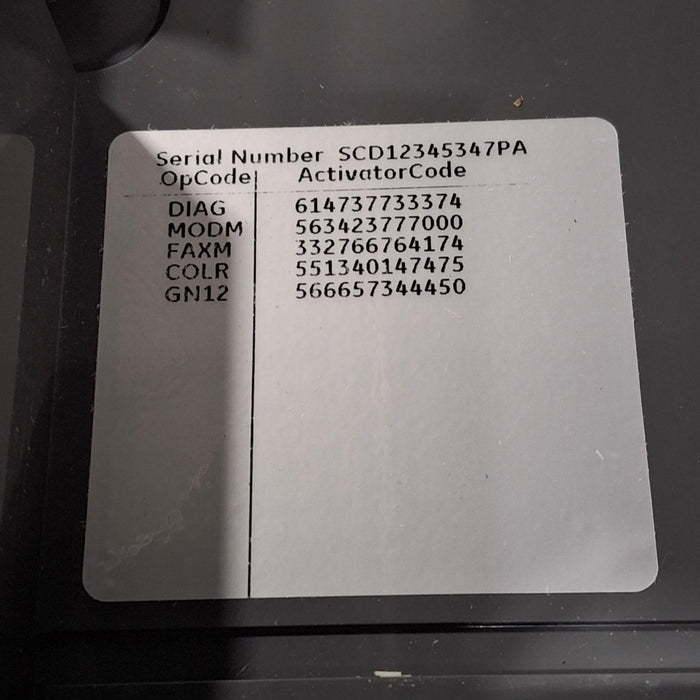 Serial Number SCD12345347PA
OpCode ActivatorCode
DIAG 614737733374
MODM 563423777000
FAXM 332766764174
COLR 551340147475
GN12 566657344450